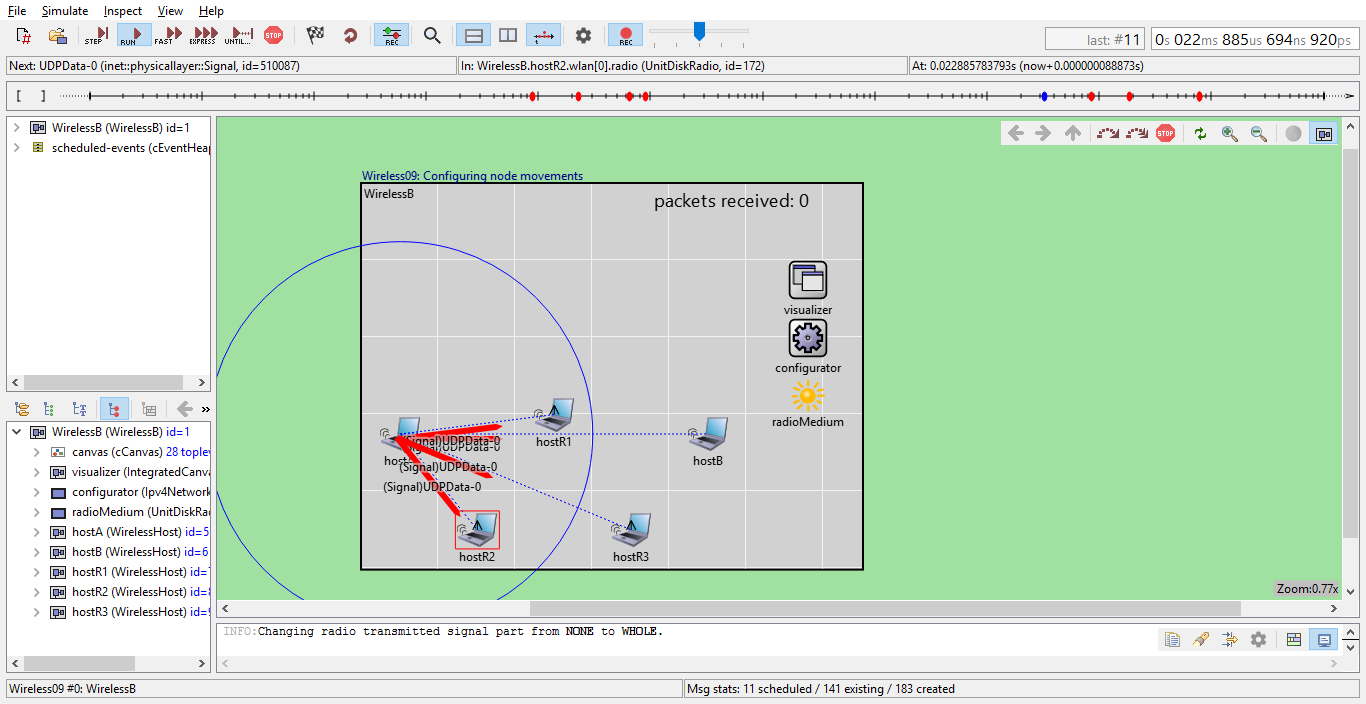 File Simulate Inspect View Help
STEP RUN FAST EXPRESS UNTIL... STOP REC REC
last: #11 0s 022ms 885us 694ns 920ps
Next: UDPData-0 (inet::physicallayer::Signal, id=510087) In: WirelessB.hostR2.wlan[0].radio (UnitDiskRadio, id=172) At: 0.022885783793s (now+0.000000088873s)
[ ]
WirelessB (WirelessB) id=1
scheduled-events (cEventHeap
STOP
Wireless09: Configuring node movements
WirelessB
packets received: 0
visualizer
configurator
radioMedium
hostR1
hostB
(Signal)UDPData-0
(Signal)UDPData-0
(Signal)UDPData-0
(Signal)UDPData-0
hostR2
hostR3
Zoom:0.77x
WirelessB (WirelessB) id=1
canvas (cCanvas) 28 toplev
visualizer (IntegratedCanva
configurator (Ipv4Network
radioMedium (UnitDiskRad
hostA (WirelessHost) id=5
hostB (WirelessHost) id=6
hostR1 (WirelessHost) id=
hostR2 (WirelessHost) id=
hostR3 (WirelessHost) id=
INFO:Changing radio transmitted signal part from NONE to WHOLE.
Wireless09 #0: WirelessB
Msg stats: 11 scheduled / 141 existing / 183 created